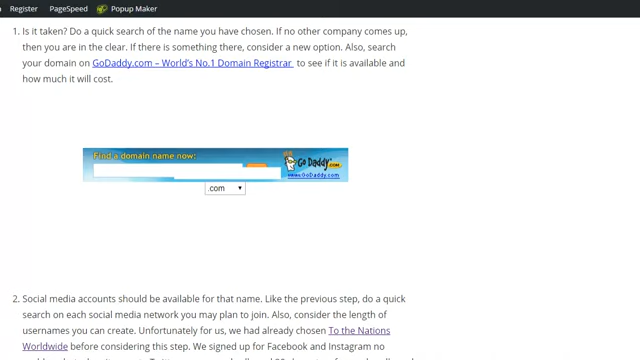 Register PageSpeed Popup Maker
1. Is it taken? Do a quick search of the name you have chosen. If no other company comes up,
then you are in the clear. If there is something there, consider a new option. Also, search
your domain on GoDaddy.com – World's No.1 Domain Registrar to see if it is available and
how much it will cost.
Find a domain name now:
Go Daddy.COM
www.GoDaddy.com
.com
2. Social media accounts should be available for that name. Like the previous step, do a quick
search on each social media network you may plan to join. Also, consider the length of
usernames you can create. Unfortunately for us, we had already chosen To the Nations
Worldwide before considering this step. We signed up for Facebook and Instagram no